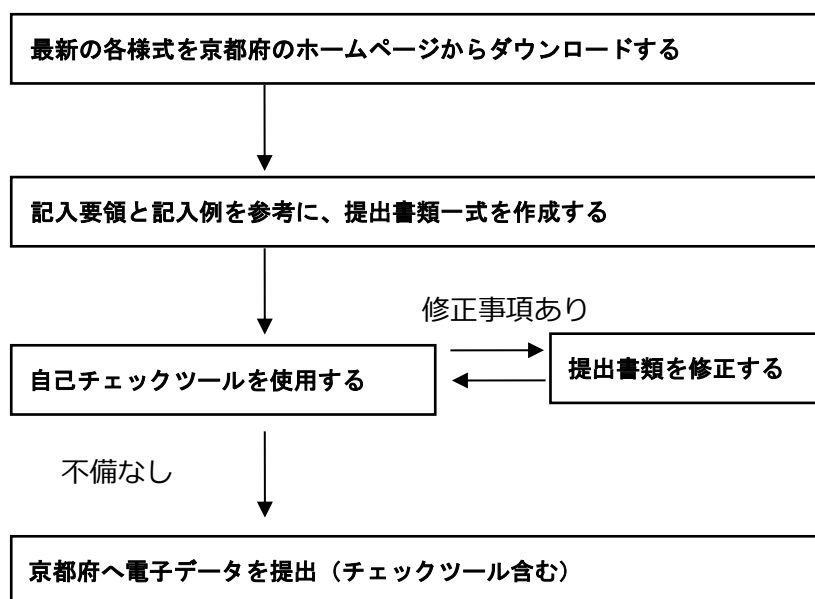 最新の各様式を京都府のホームページからダウンロードする
記入要領と記入例を参考に、提出書類一式を作成する
修正事項あり
自己チェックツールを使用する
提出書類を修正する
不備なし
京都府へ電子データを提出（チェックツール含む）